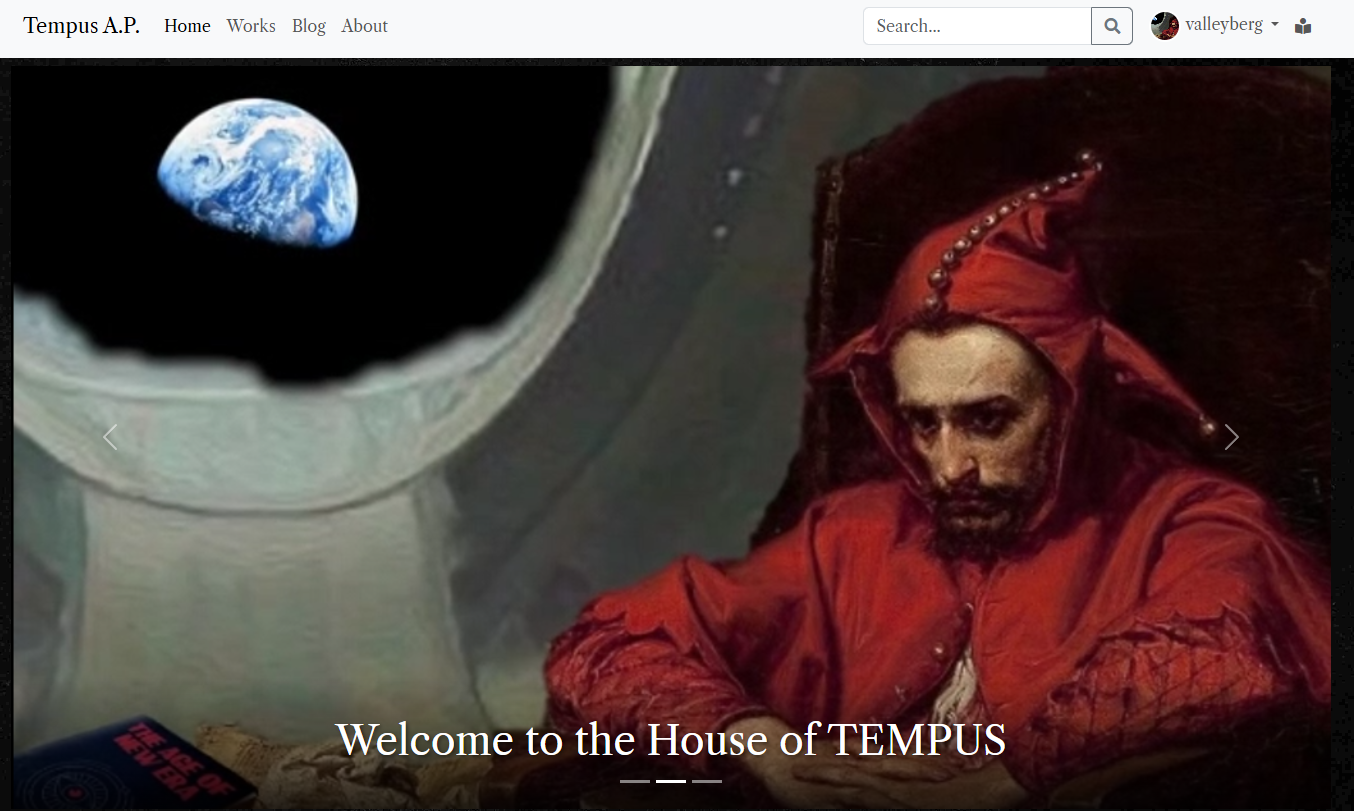 Tempus A.P. Home Works Blog About Search... valleyberg
Welcome to the House of TEMPUS
THE AGE OF
NEW ERA